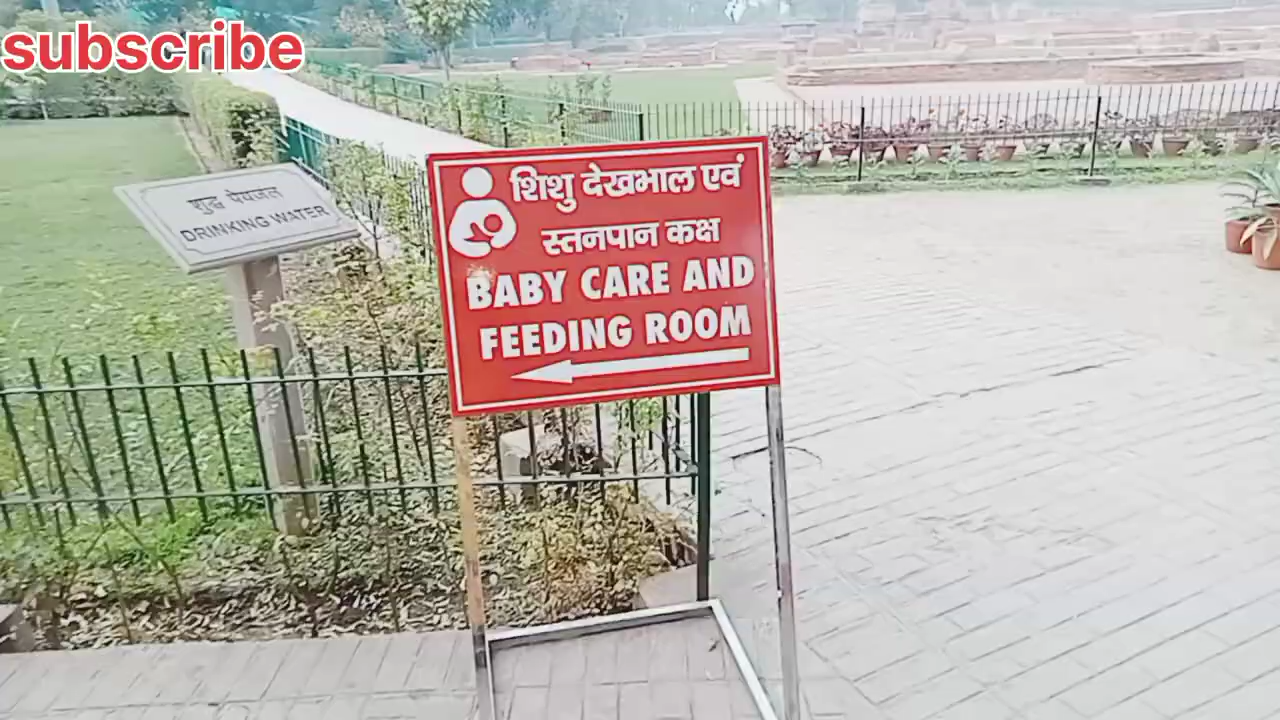 subscribe
शुद्ध पेयजल
DRINKING WATER
शिशु देखभाल एवं
स्तनपान कक्ष
BABY CARE AND
FEEDING ROOM